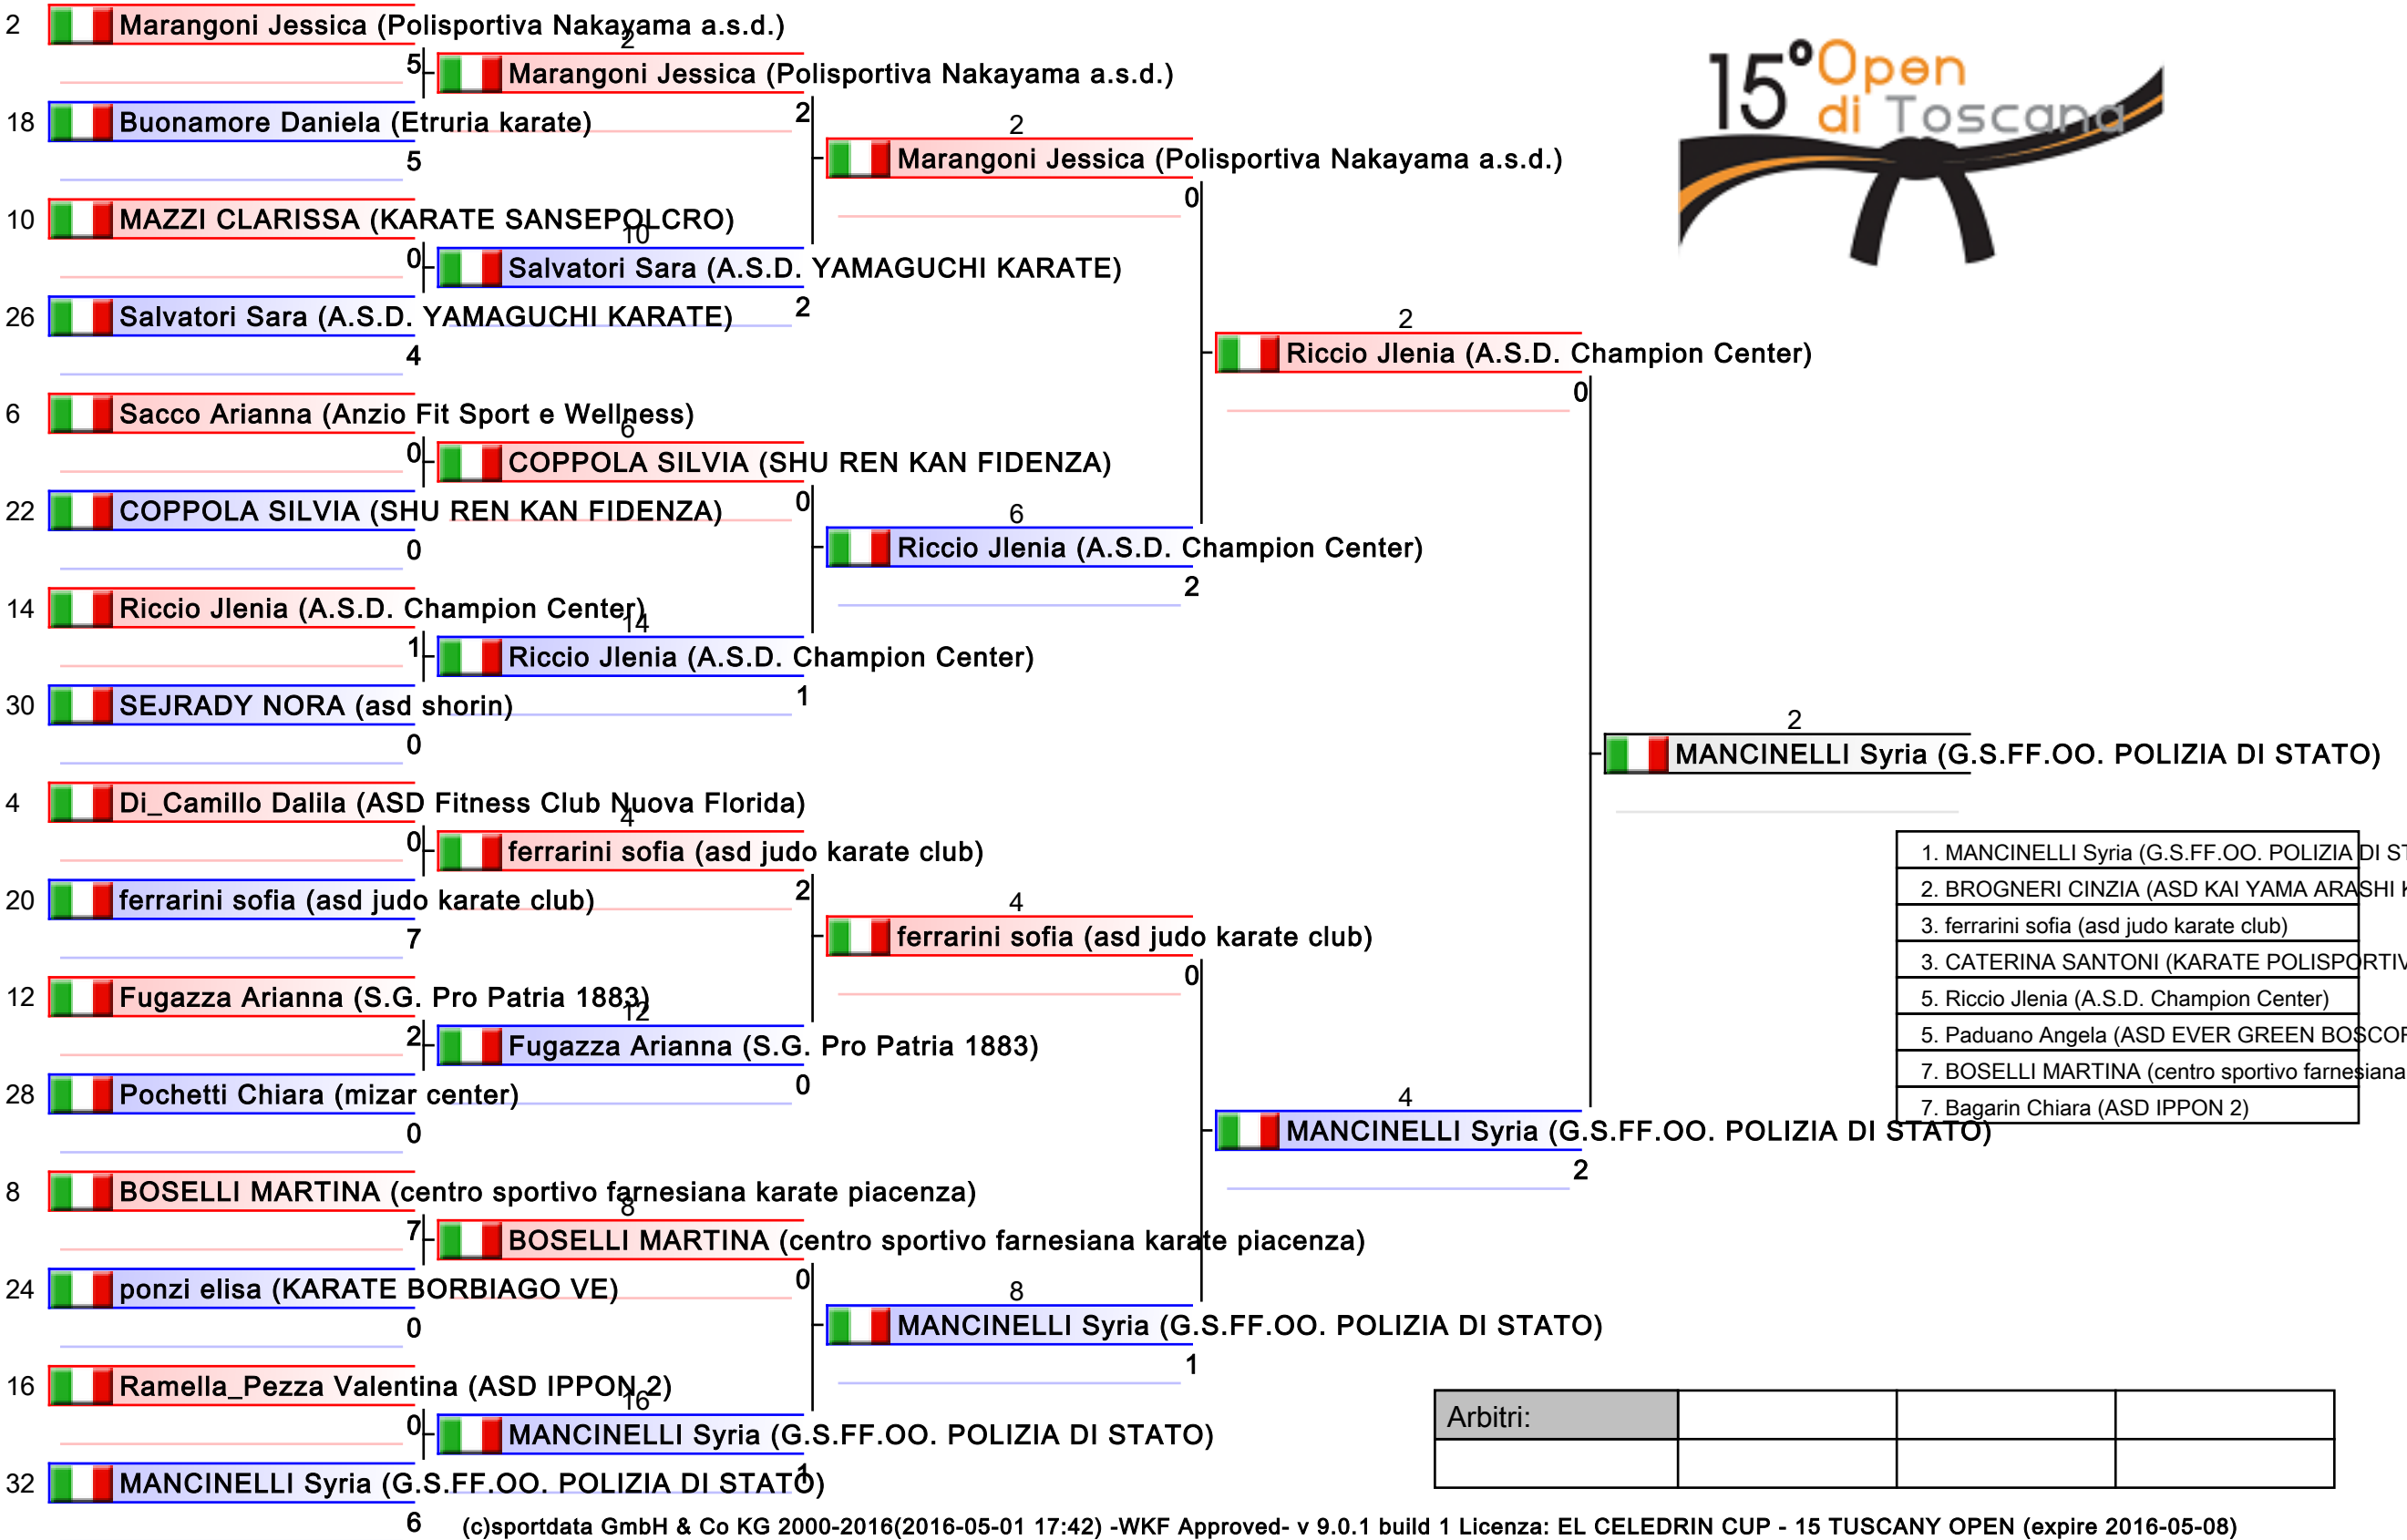 2 Marangoni Jessica (Polisportiva Nakayama a.s.d.)
5
18 Buonamore Daniela (Etruria karate)
5
10 MAZZI CLARISSA (KARATE SANSEPOLCRO)
0
26 Salvatori Sara (A.S.D. YAMAGUCHI KARATE)
4
6 Sacco Arianna (Anzio Fit Sport e Wellness)
0
22 COPPOLA SILVIA (SHU REN KAN FIDENZA)
0
14 Riccio Jlenia (A.S.D. Champion Center)
1
30 SEJRADY NORA (asd shorin)
0
4 Di_Camillo Dalila (ASD Fitness Club Nuova Florida)
0
20 ferrarini sofia (asd judo karate club)
7
12 Fugazza Arianna (S.G. Pro Patria 1883)
2
28 Pochetti Chiara (mizar center)
0
8 BOSELLI MARTINA (centro sportivo farnesiana karate piacenza)
7
24 ponzi elisa (KARATE BORBIAGO VE)
0
16 Ramella_Pezza Valentina (ASD IPPON 2)
0
32 MANCINELLI Syria (G.S.FF.OO. POLIZIA DI STATO)
6
2
Marangoni Jessica (Polisportiva Nakayama a.s.d.)
2
10
Salvatori Sara (A.S.D. YAMAGUCHI KARATE)
2
6
COPPOLA SILVIA (SHU REN KAN FIDENZA)
0
14
Riccio Jlenia (A.S.D. Champion Center)
1
4
ferrarini sofia (asd judo karate club)
2
12
Fugazza Arianna (S.G. Pro Patria 1883)
0
8
BOSELLI MARTINA (centro sportivo farnesiana karate piacenza)
0
16
MANCINELLI Syria (G.S.FF.OO. POLIZIA DI STATO)
1
2
Marangoni Jessica (Polisportiva Nakayama a.s.d.)
0
6
Riccio Jlenia (A.S.D. Champion Center)
2
4
ferrarini sofia (asd judo karate club)
0
8
MANCINELLI Syria (G.S.FF.OO. POLIZIA DI STATO)
1
2
Riccio Jlenia (A.S.D. Champion Center)
0
4
MANCINELLI Syria (G.S.FF.OO. POLIZIA DI STATO)
2
2
MANCINELLI Syria (G.S.FF.OO. POLIZIA DI STATO)
15° Open
di Toscana
1. MANCINELLI Syria (G.S.FF.OO. POLIZIA DI ST
2. BROGNERI CINZIA (ASD KAI YAMA ARASHI K
3. ferrarini sofia (asd judo karate club)
3. CATERINA SANTONI (KARATE POLISPORTIV
5. Riccio Jlenia (A.S.D. Champion Center)
5. Paduano Angela (ASD EVER GREEN BOSCOR
7. BOSELLI MARTINA (centro sportivo farnesiana
7. Bagarin Chiara (ASD IPPON 2)
Arbitri:
(c)sportdata GmbH & Co KG 2000-2016(2016-05-01 17:42) -WKF Approved- v 9.0.1 build 1 Licenza: EL CELEDRIN CUP - 15 TUSCANY OPEN (expire 2016-05-08)